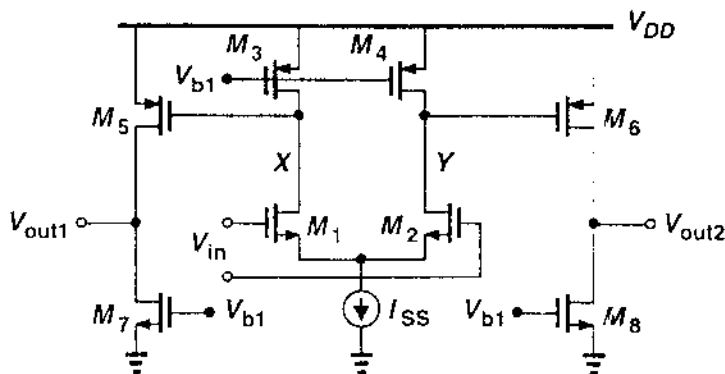 V_DD
M_3
M_4
V_b1
M_5
M_6
X
Y
V_out1
V_in
M_1
M_2
V_out2
M_7
V_b1
I_SS
V_b1
M_8